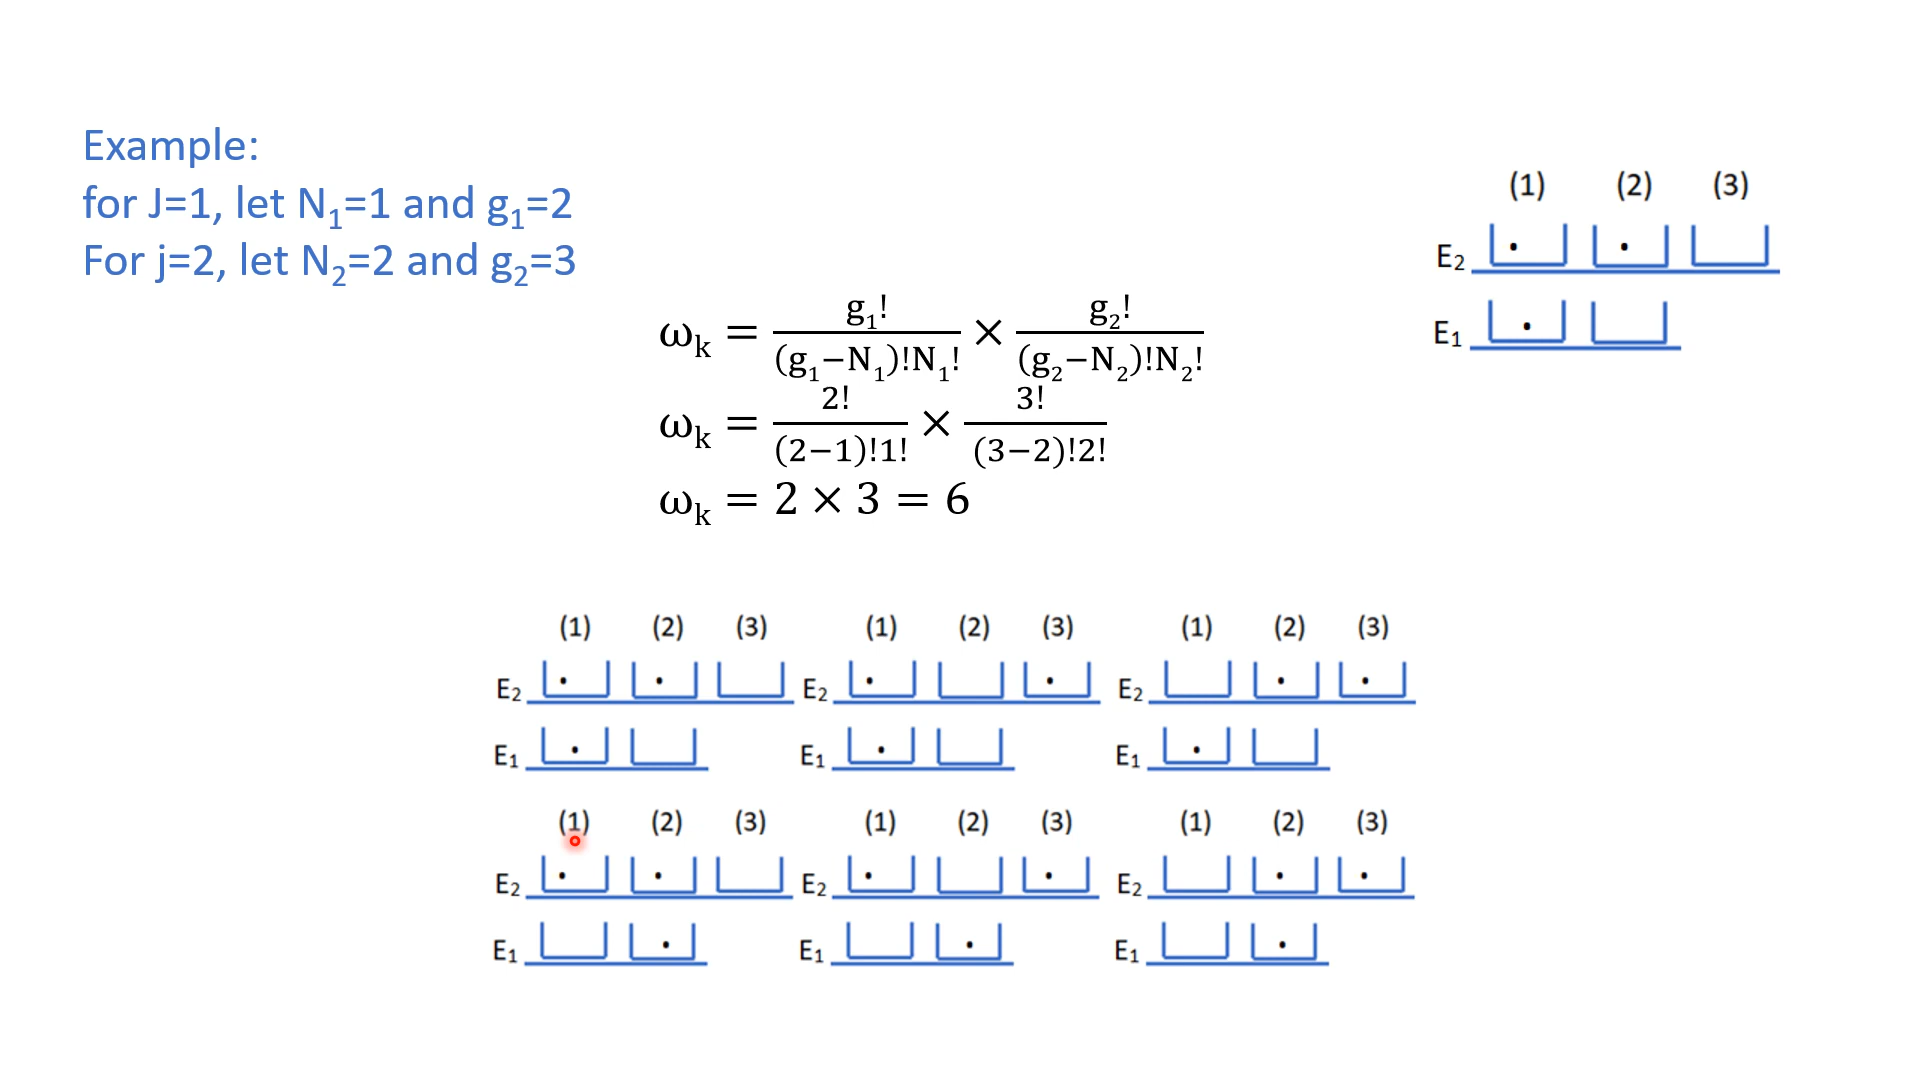 Example:
for J=1, let N₁=1 and g₁=2
For j=2, let N₂=2 and g₂=3
(1) (2) (3)
E₂
E₁
ωₖ = g₁!/((g₁−N₁)!N₁!) × g₂!/((g₂−N₂)!N₂!)
ωₖ = 2!/((2−1)!1!) × 3!/((3−2)!2!)
ωₖ = 2 × 3 = 6
(1) (2) (3) (1) (2) (3) (1) (2) (3)
E₂ E₂ E₂
E₁ E₁ E₁
(1) (2) (3) (1) (2) (3) (1) (2) (3)
E₂ E₂ E₂
E₁ E₁ E₁